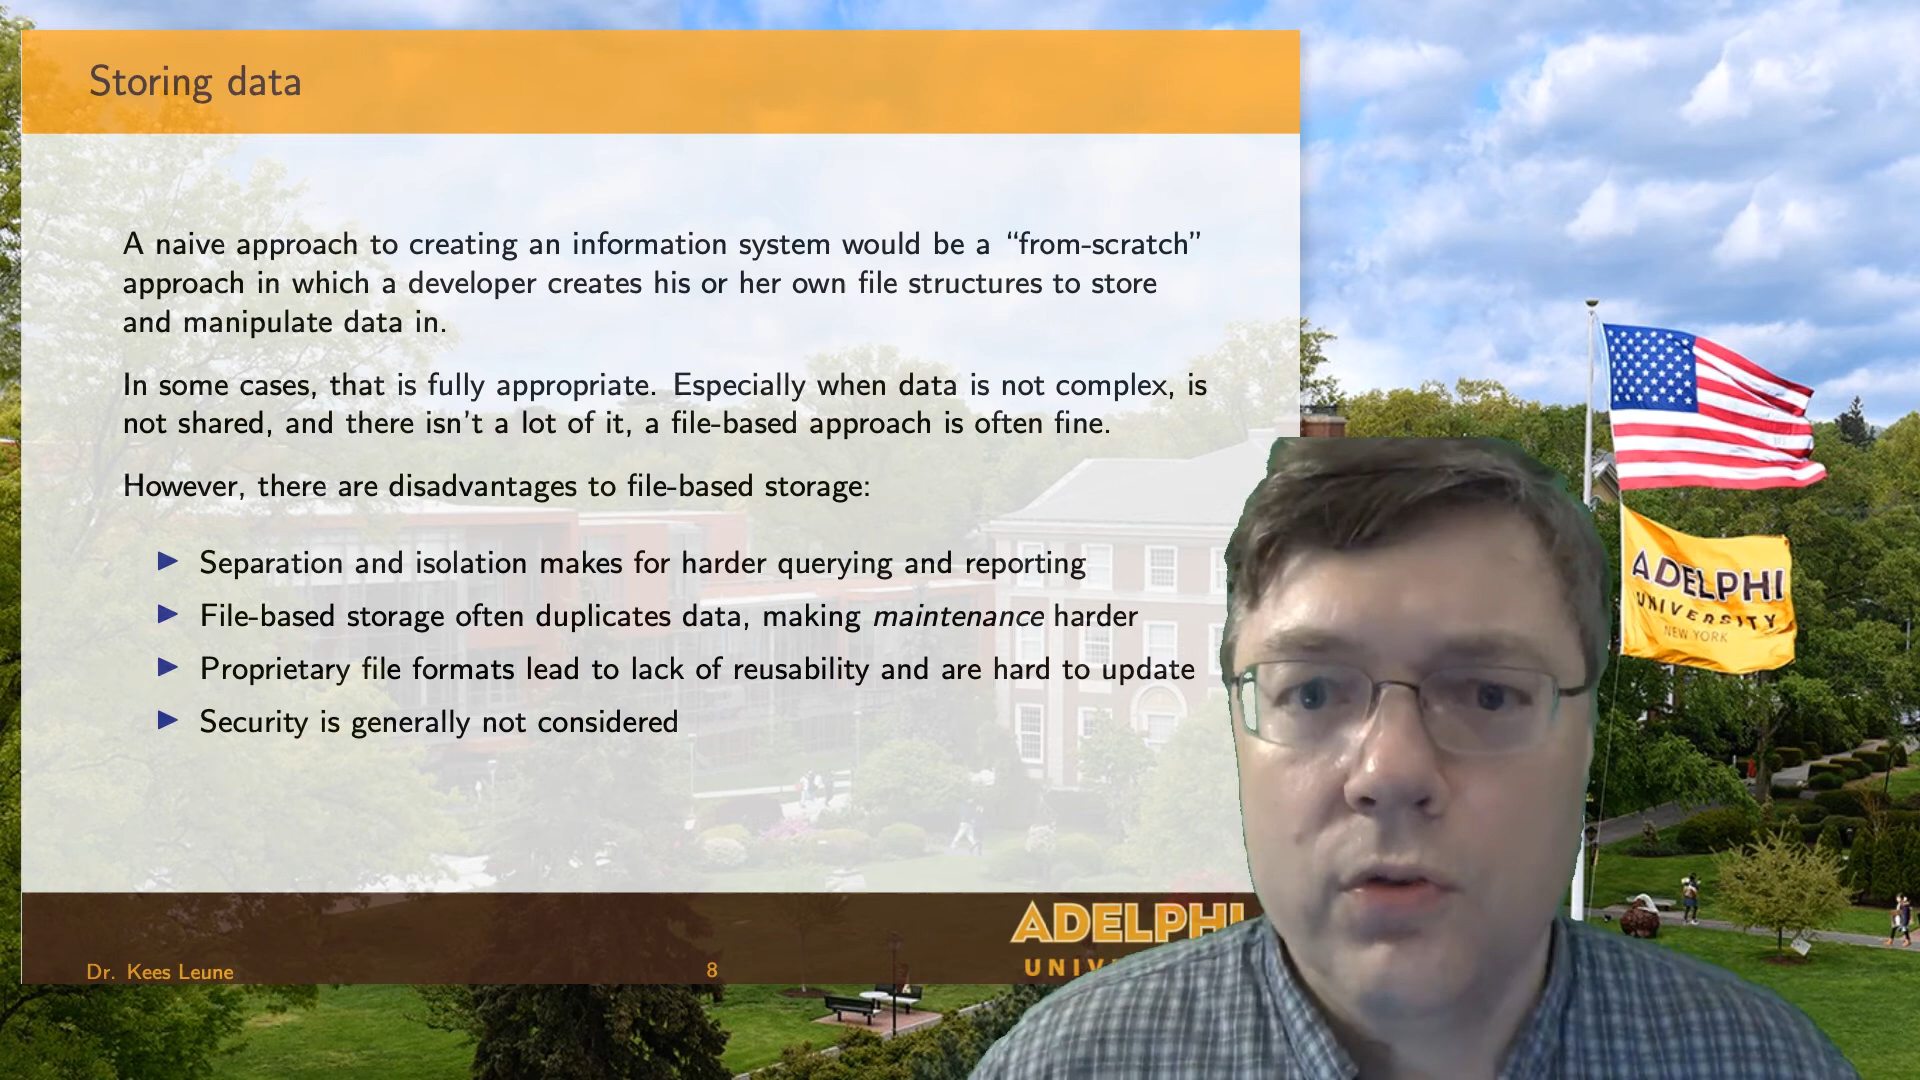 Storing data
A naive approach to creating an information system would be a “from-scratch”
approach in which a developer creates his or her own file structures to store
and manipulate data in.
In some cases, that is fully appropriate. Especially when data is not complex, is
not shared, and there isn't a lot of it, a file-based approach is often fine.
However, there are disadvantages to file-based storage:
▶ Separation and isolation makes for harder querying and reporting
▶ File-based storage often duplicates data, making maintenance harder
▶ Proprietary file formats lead to lack of reusability and are hard to update
▶ Security is generally not considered
ADELPHI
Dr. Kees Leune
8
ADELPHI
UNIVERSITY
NEW YORK